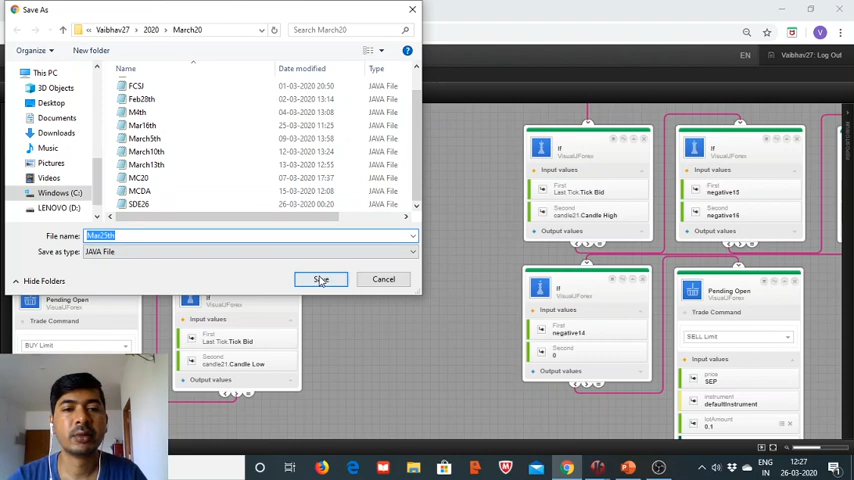 Save As
Vaibhav27 > 2020 > March20
Search March20
Organize
New folder
This PC
3D Objects
Desktop
Documents
Downloads
Music
Pictures
Videos
Windows (C:)
LENOVO (D:)
Name
Date modified
Type
FCSJ 01-03-2020 20:50 JAVA File
Feb28th 02-03-2020 13:14 JAVA File
M4th 04-03-2020 13:08 JAVA File
Mar16th 25-03-2020 11:25 JAVA File
March5th 09-03-2020 13:58 JAVA File
March10th 12-03-2020 13:24 JAVA File
March13th 13-03-2020 12:55 JAVA File
MC20 07-03-2020 17:37 JAVA File
MCDA 15-03-2020 12:08 JAVA File
SDE26 26-03-2020 00:20 JAVA File
File name:
Mar25th
Save as type:
JAVA File
Hide Folders
Save
Cancel
V
EN
Vaibhav27: Log Out
REPOSITORIUM
If
VisualJForex
Input values
First
Last Tick:Tick Bid
Second
candle21.Candle High
Output values
If
VisualJForex
Input values
First
negative15
Second
negative16
Output values
If
VisualJForex
Input values
First
negative14
Second
0
Output values
Pending Open
VisualJForex
Trade Command
SELL Limit
Input values
price
SEP
instrument
defaultInstrument
lotAmount
0.1
Pending Open
VisualJForex
Trade Command
BUY Limit
If
VisualJForex
Input values
First
Last Tick:Tick Bid
Second
candle21.Candle Low
Output values
ENG
IN
12:27
26-03-2020